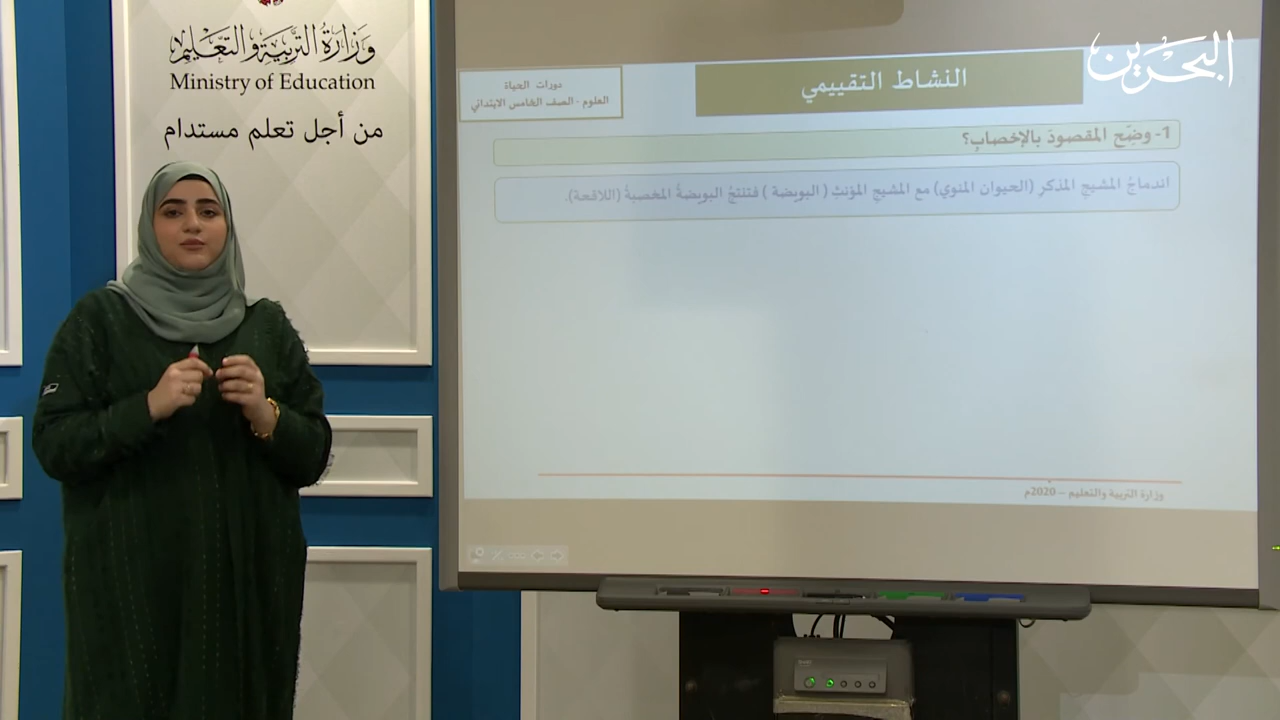 وزارة التربية والتعليم
Ministry of Education
من أجل تعلم مستدام
البحرين
النشاط التقييمي
دورات الحياة
العلوم - الصف الخامس الابتدائي
1- وضّح المقصودَ بالإخصابِ؟
اندماجُ المشيجِ المذكرِ (الحيوان المنوي) مع المشيجِ المؤنثِ ( البويضة ) فتنتجُ البويضةُ المخصبةُ (اللاقحة).
وزارة التربية والتعليم – 2020م